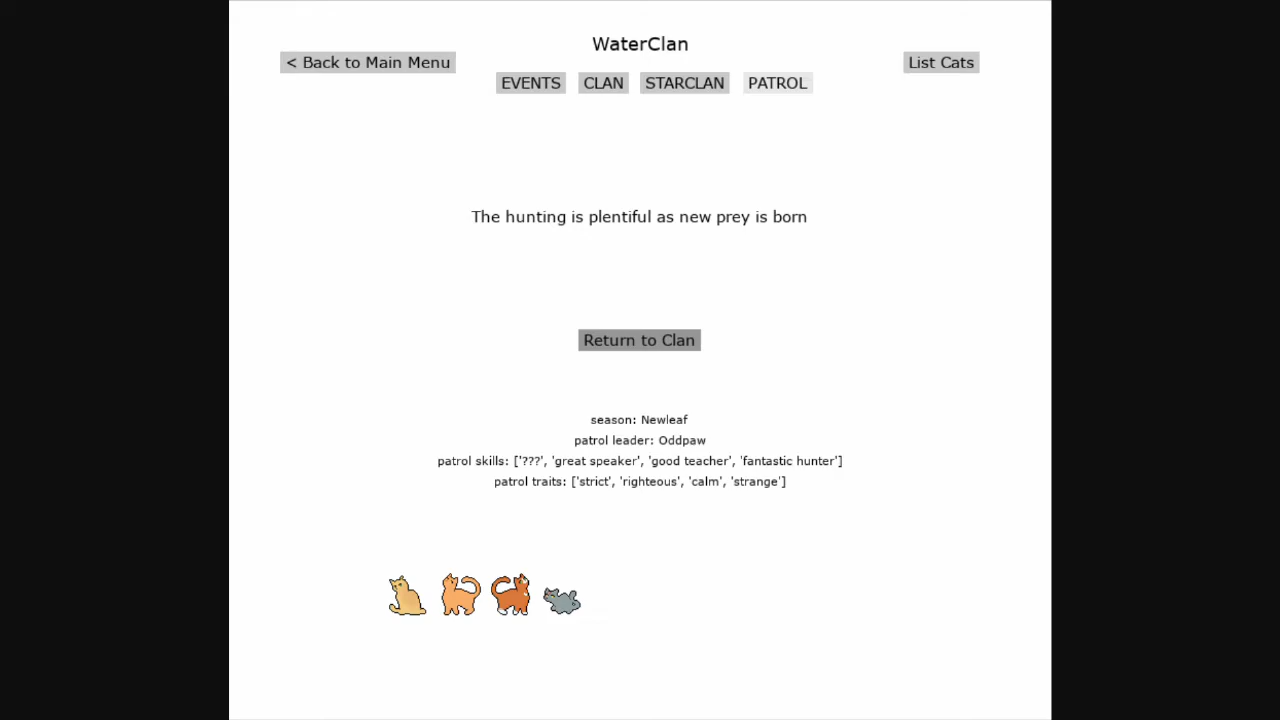 WaterClan
< Back to Main Menu
List Cats
EVENTS CLAN STARCLAN PATROL
The hunting is plentiful as new prey is born
Return to Clan
season: Newleaf
patrol leader: Oddpaw
patrol skills: ['???', 'great speaker', 'good teacher', 'fantastic hunter']
patrol traits: ['strict', 'righteous', 'calm', 'strange']